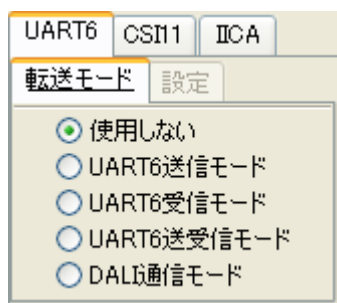 UART6 CSI11 IICA
転送モード 設定
使用しない
UART6送信モード
UART6受信モード
UART6送受信モード
DALI通信モード